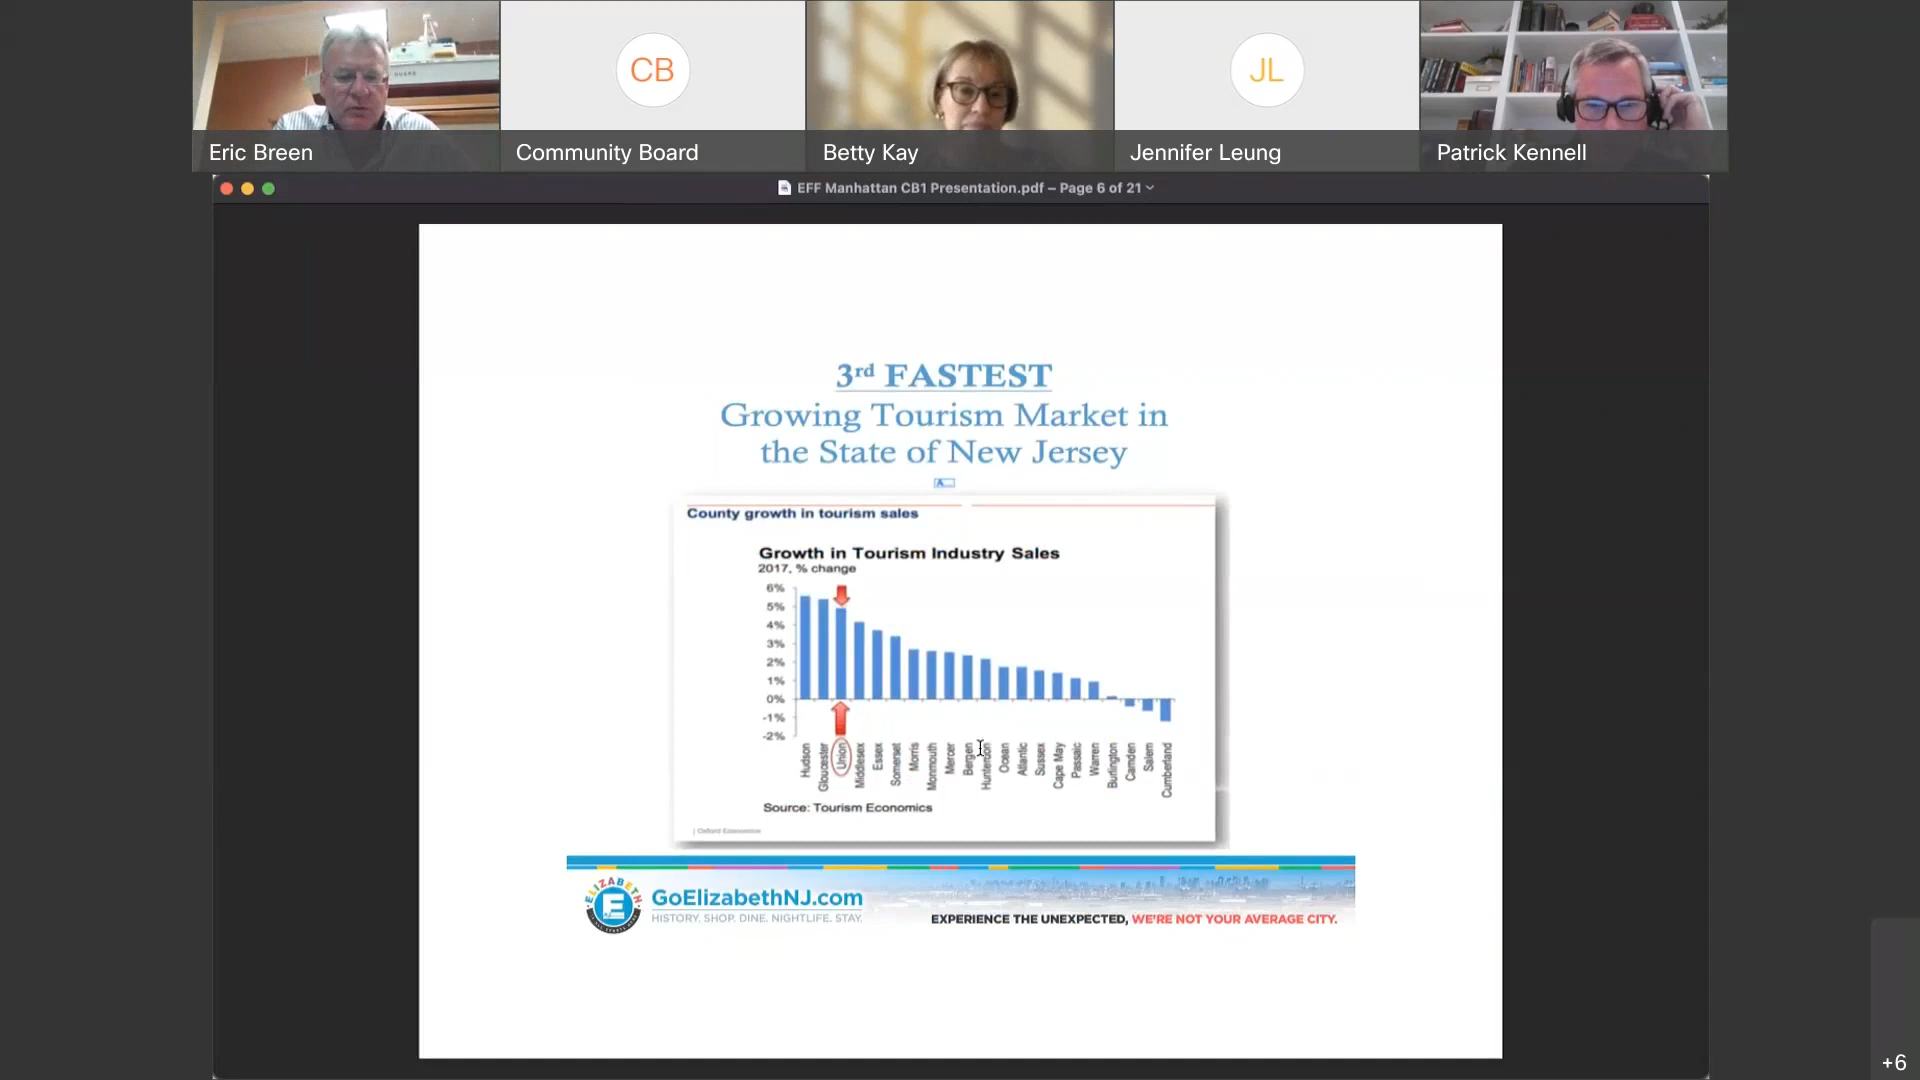 CB
JL
Eric Breen
Community Board
Betty Kay
Jennifer Leung
Patrick Kennell
EFF Manhattan CB1 Presentation.pdf – Page 6 of 21
3rd FASTEST
Growing Tourism Market in
the State of New Jersey
A
County growth in tourism sales
Growth in Tourism Industry Sales
2017, % change
6%
5%
4%
3%
2%
1%
0%
-1%
-2%
Hudson
Gloucester
Union
Middlesex
Essex
Somerset
Morris
Monmouth
Mercer
Bergen
Hunterdon
Ocean
Atlantic
Sussex
Cape May
Passaic
Warren
Burlington
Camden
Salem
Cumberland
Source: Tourism Economics
| Oxford Economics
ELIZABETH
E
GoElizabethNJ.com
HISTORY. SHOP. DINE. NIGHTLIFE. STAY.
EXPERIENCE THE UNEXPECTED, WE'RE NOT YOUR AVERAGE CITY.
+6